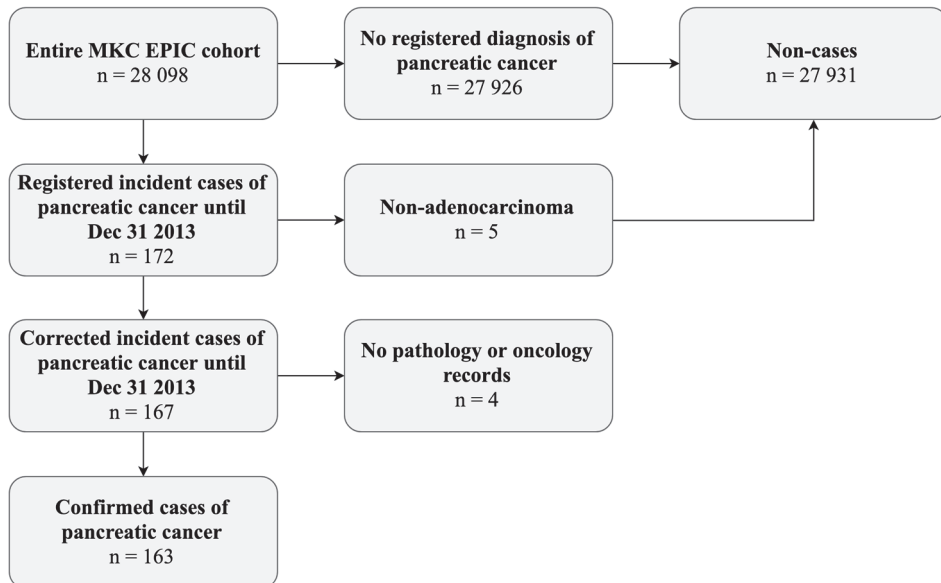 Entire MKC EPIC cohort
n = 28 098
No registered diagnosis of
pancreatic cancer
n = 27 926
Non-cases
n = 27 931
Registered incident cases of
pancreatic cancer until
Dec 31 2013
n = 172
Non-adenocarcinoma
n = 5
Corrected incident cases of
pancreatic cancer until
Dec 31 2013
n = 167
No pathology or oncology
records
n = 4
Confirmed cases of
pancreatic cancer
n = 163